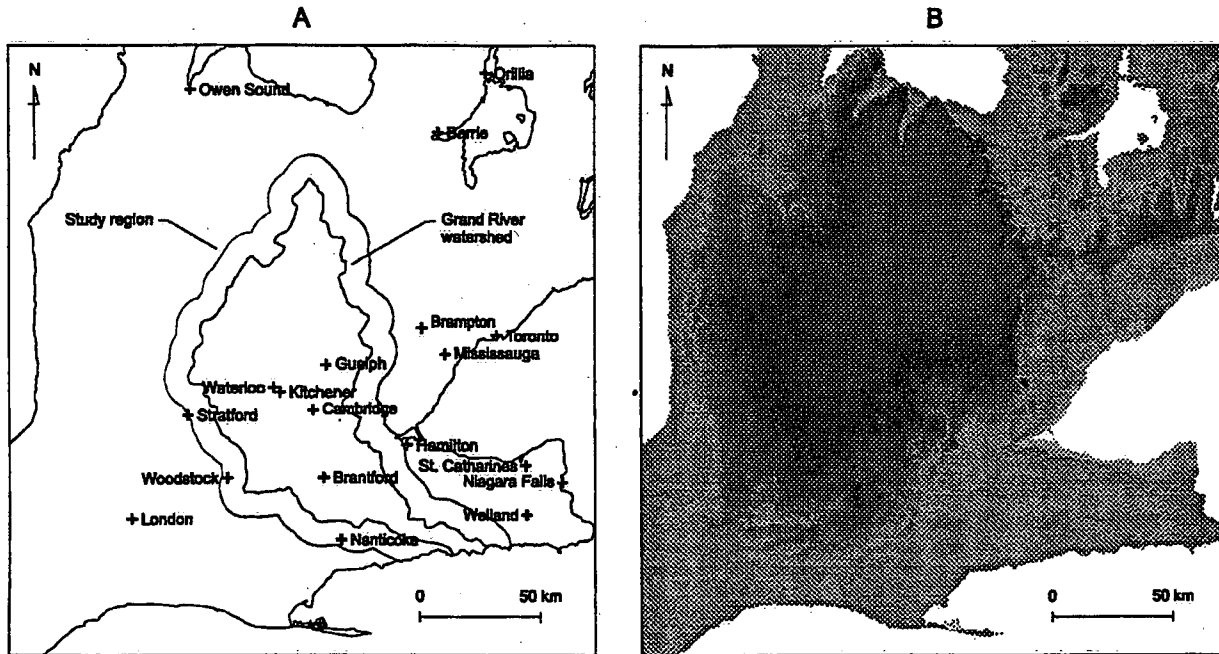 A
B
N
Owen Sound
Orillia
Barrie
Study region
Grand River
watershed
Brampton
Toronto
Mississauga
Guelph
Waterloo
Kitchener
Cambridge
Stratford
Hamilton
St. Catharines
Niagara Falls
Woodstock
Brantford
Welland
London
Nanticoke
0 50 km
N
0 50 km